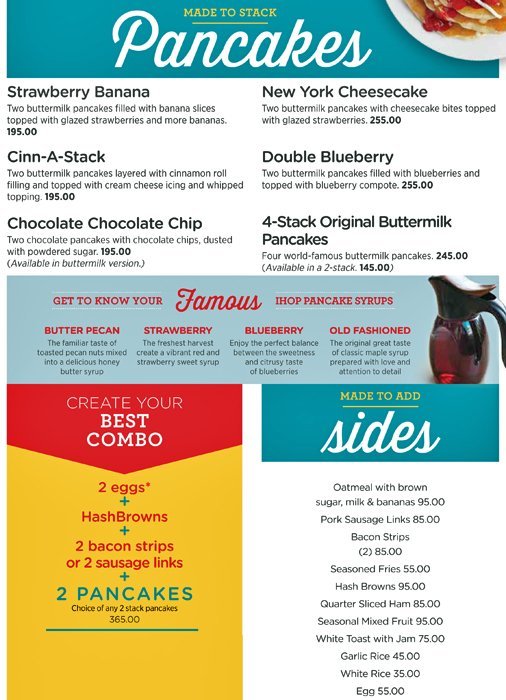 MADE TO STACK
Pancakes
Strawberry Banana
Two buttermilk pancakes filled with banana slices
topped with glazed strawberries and more bananas.
195.00
Cinn-A-Stack
Two buttermilk pancakes layered with cinnamon roll
filling and topped with cream cheese icing and whipped
topping. 195.00
Chocolate Chocolate Chip
Two chocolate pancakes with chocolate chips, dusted
with powdered sugar. 195.00
(Available in buttermilk version.)
New York Cheesecake
Two buttermilk pancakes with cheesecake bites topped
with glazed strawberries. 255.00
Double Blueberry
Two buttermilk pancakes filled with blueberries and
topped with blueberry compote. 255.00
4-Stack Original Buttermilk
Pancakes
Four world-famous buttermilk pancakes. 245.00
(Available in a 2-stack. 145.00)
GET TO KNOW YOUR Famous IHOP PANCAKE SYRUPS
BUTTER PECAN
The familiar taste of
toasted pecan nuts mixed
into a delicious honey
butter syrup
STRAWBERRY
The freshest harvest
create a vibrant red and
strawberry sweet syrup
BLUEBERRY
Enjoy the perfect balance
between the sweetness
and citrusy taste
of blueberries
OLD FASHIONED
The original great taste
of classic maple syrup
prepared with love and
attention to detail
CREATE YOUR
BEST
COMBO
2 eggs*
+
HashBrowns
+
2 bacon strips
or 2 sausage links
+
2 PANCAKES
Choice of any 2 stack pancakes
365.00
MADE TO ADD
sides
Oatmeal with brown
sugar, milk & bananas 95.00
Pork Sausage Links 85.00
Bacon Strips
(2) 85.00
Seasoned Fries 55.00
Hash Browns 95.00
Quarter Sliced Ham 85.00
Seasonal Mixed Fruit 95.00
White Toast with Jam 75.00
Garlic Rice 45.00
White Rice 35.00
Egg 55.00